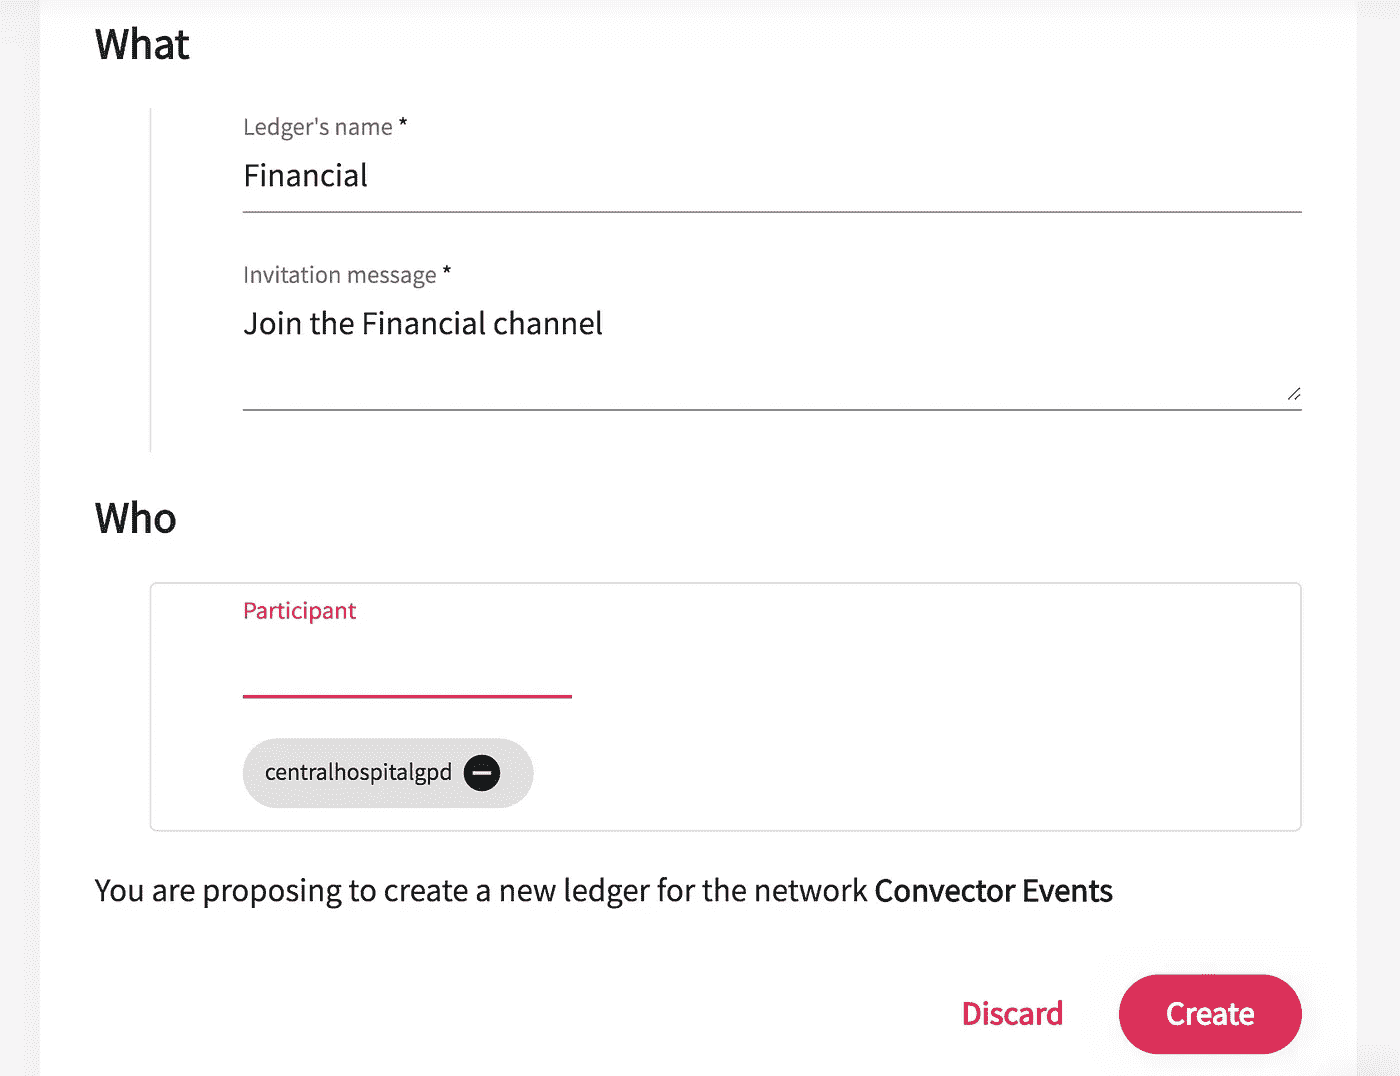 What
Ledger's name *
Financial
Invitation message *
Join the Financial channel
Who
Participant
centralhospitalgpd
You are proposing to create a new ledger for the network Convector Events
Discard
Create